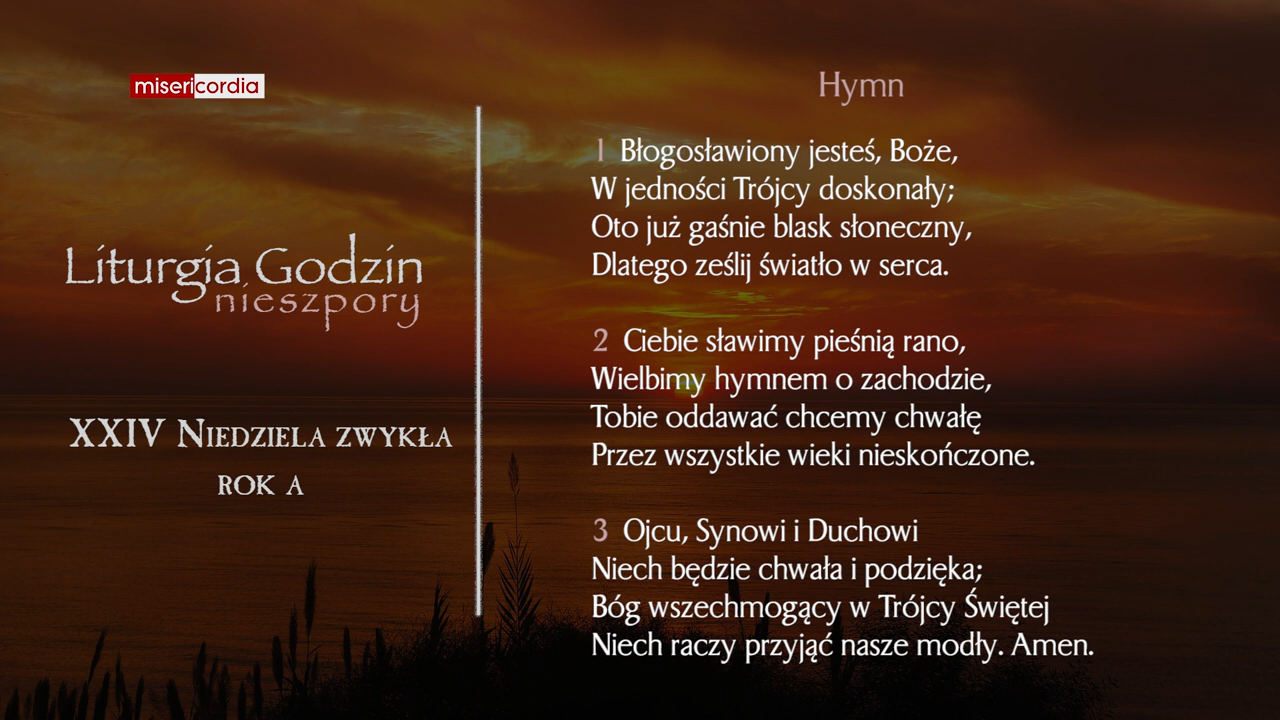 misericordia
Liturgia Godzin
nieszpory
XXIV Niedziela zwykła
rok A
Hymn
1 Błogosławiony jesteś, Boże,
W jedności Trójcy doskonały;
Oto już gaśnie blask słoneczny,
Dlatego ześlij światło w serca.
2 Ciebie sławimy pieśnią rano,
Wielbimy hymnem o zachodzie,
Tobie oddawać chcemy chwałę
Przez wszystkie wieki nieskończone.
3 Ojcu, Synowi i Duchowi
Niech będzie chwała i podzięka;
Bóg wszechmogący w Trójcy Świętej
Niech raczy przyjąć nasze modły. Amen.